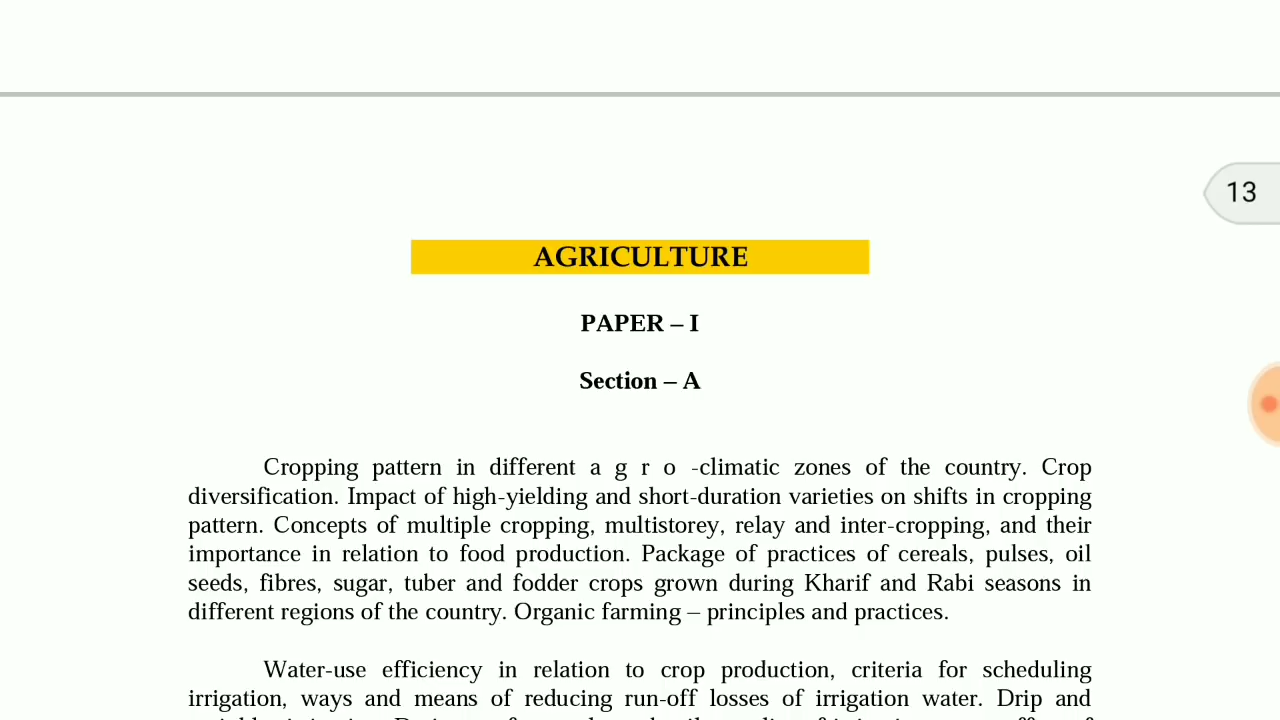 13
AGRICULTURE
PAPER – I
Section – A
Cropping pattern in different a g r o -climatic zones of the country. Crop
diversification. Impact of high-yielding and short-duration varieties on shifts in cropping
pattern. Concepts of multiple cropping, multistorey, relay and inter-cropping, and their
importance in relation to food production. Package of practices of cereals, pulses, oil
seeds, fibres, sugar, tuber and fodder crops grown during Kharif and Rabi seasons in
different regions of the country. Organic farming – principles and practices.
Water-use efficiency in relation to crop production, criteria for scheduling
irrigation, ways and means of reducing run-off losses of irrigation water. Drip and